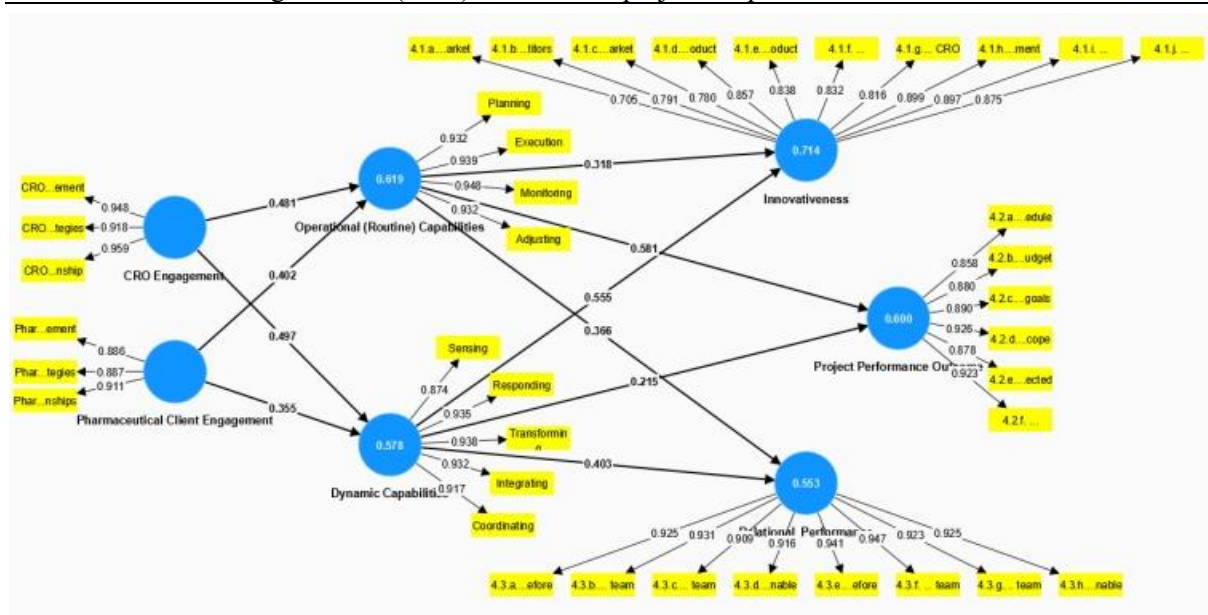 4.1.a...arket 4.1.b...titors 4.1.c...arket 4.1.d...oduct 4.1.e...oduct 4.1.f. ... 4.1.g... CRO 4.1.h...ment 4.1.i. ... 4.1.j. ...
0.705 0.791 0.780 0.857 0.838 0.832 0.816 0.899 0.897 0.875
0.714
Innovativeness
Planning
0.932
Execution
0.939
Monitoring
0.948
Adjusting
0.932
0.619
Operational (Routine) Capabilities
0.318
0.581
0.366
CRO...ement
0.948
CRO...tegies
0.918
CRO...nship
0.959
CRO Engagement
0.481
0.402
0.497
0.355
Phar...ement
0.886
Phar...tegies
0.887
Phar...nships
0.911
Pharmaceutical Client Engagement
Sensing
0.874
Responding
0.935
Transformin
0.938
Integrating
0.932
Coordinating
0.917
0.578
Dynamic Capabilities
0.555
0.215
0.403
0.600
Project Performance Ou
4.2.a...edule
0.858
4.2.b...udget
0.880
4.2.c...goals
0.890
4.2.d...cope
0.926
4.2.e...ected
0.878
4.2.f. ...
0.923
0.553
Relational Performance
0.925 0.931 0.909 0.916 0.941 0.947 0.923 0.925
4.3.a...efore 4.3.b... team 4.3.c... team 4.3.d...nable 4.3.e...efore 4.3.f. ... team 4.3.g... team 4.3.h...nable